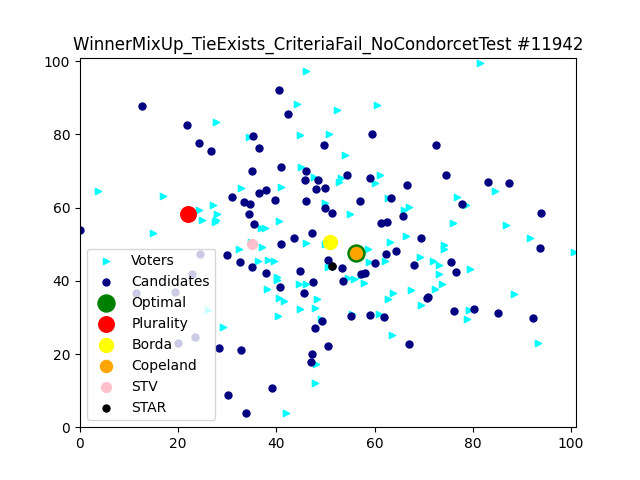 WinnerMixUp_TieExists_CriteriaFail_NoCondorcetTest #11942
100
80
60
40
20
0
0
20
40
60
80
100
Voters
Candidates
Optimal
Plurality
Borda
Copeland
STV
STAR